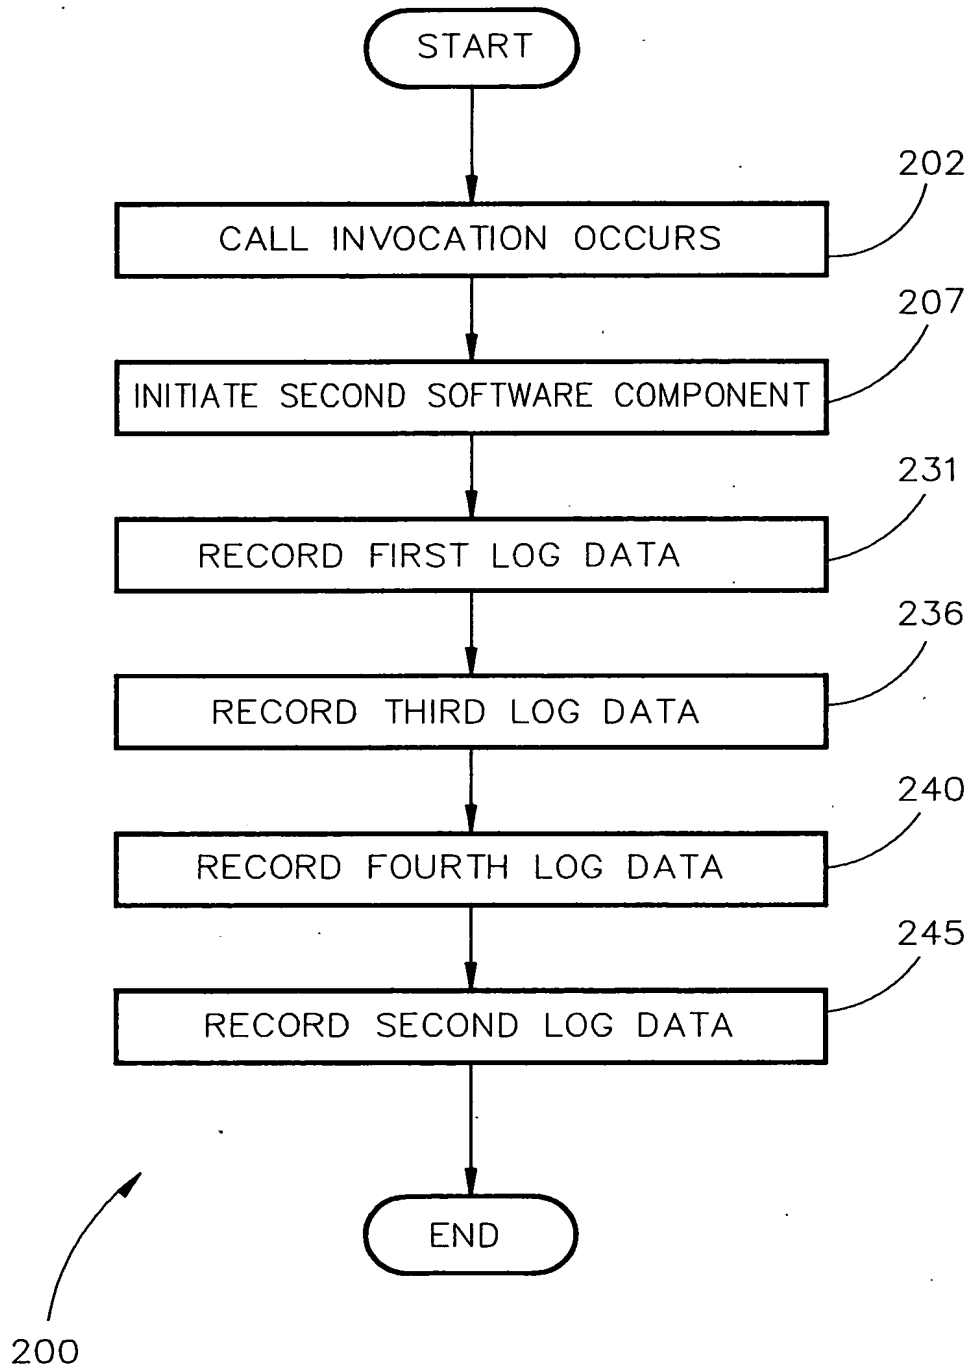 START
202
CALL INVOCATION OCCURS
207
INITIATE SECOND SOFTWARE COMPONENT
231
RECORD FIRST LOG DATA
236
RECORD THIRD LOG DATA
240
RECORD FOURTH LOG DATA
245
RECORD SECOND LOG DATA
END
200